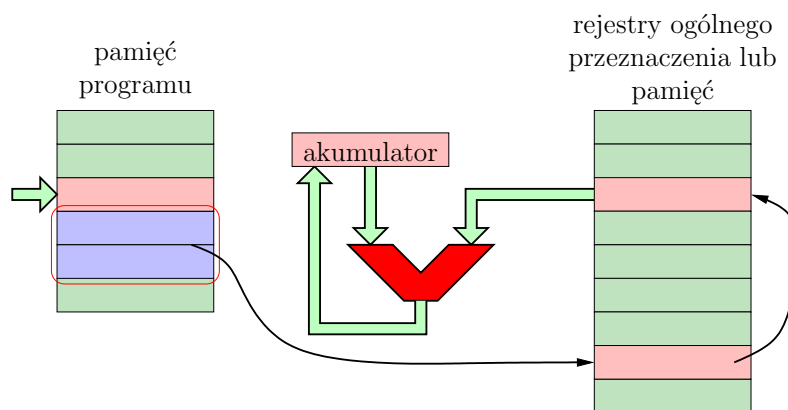 pamięć
programu
akumulator
rejestry ogólnego
przeznaczenia lub
pamięć